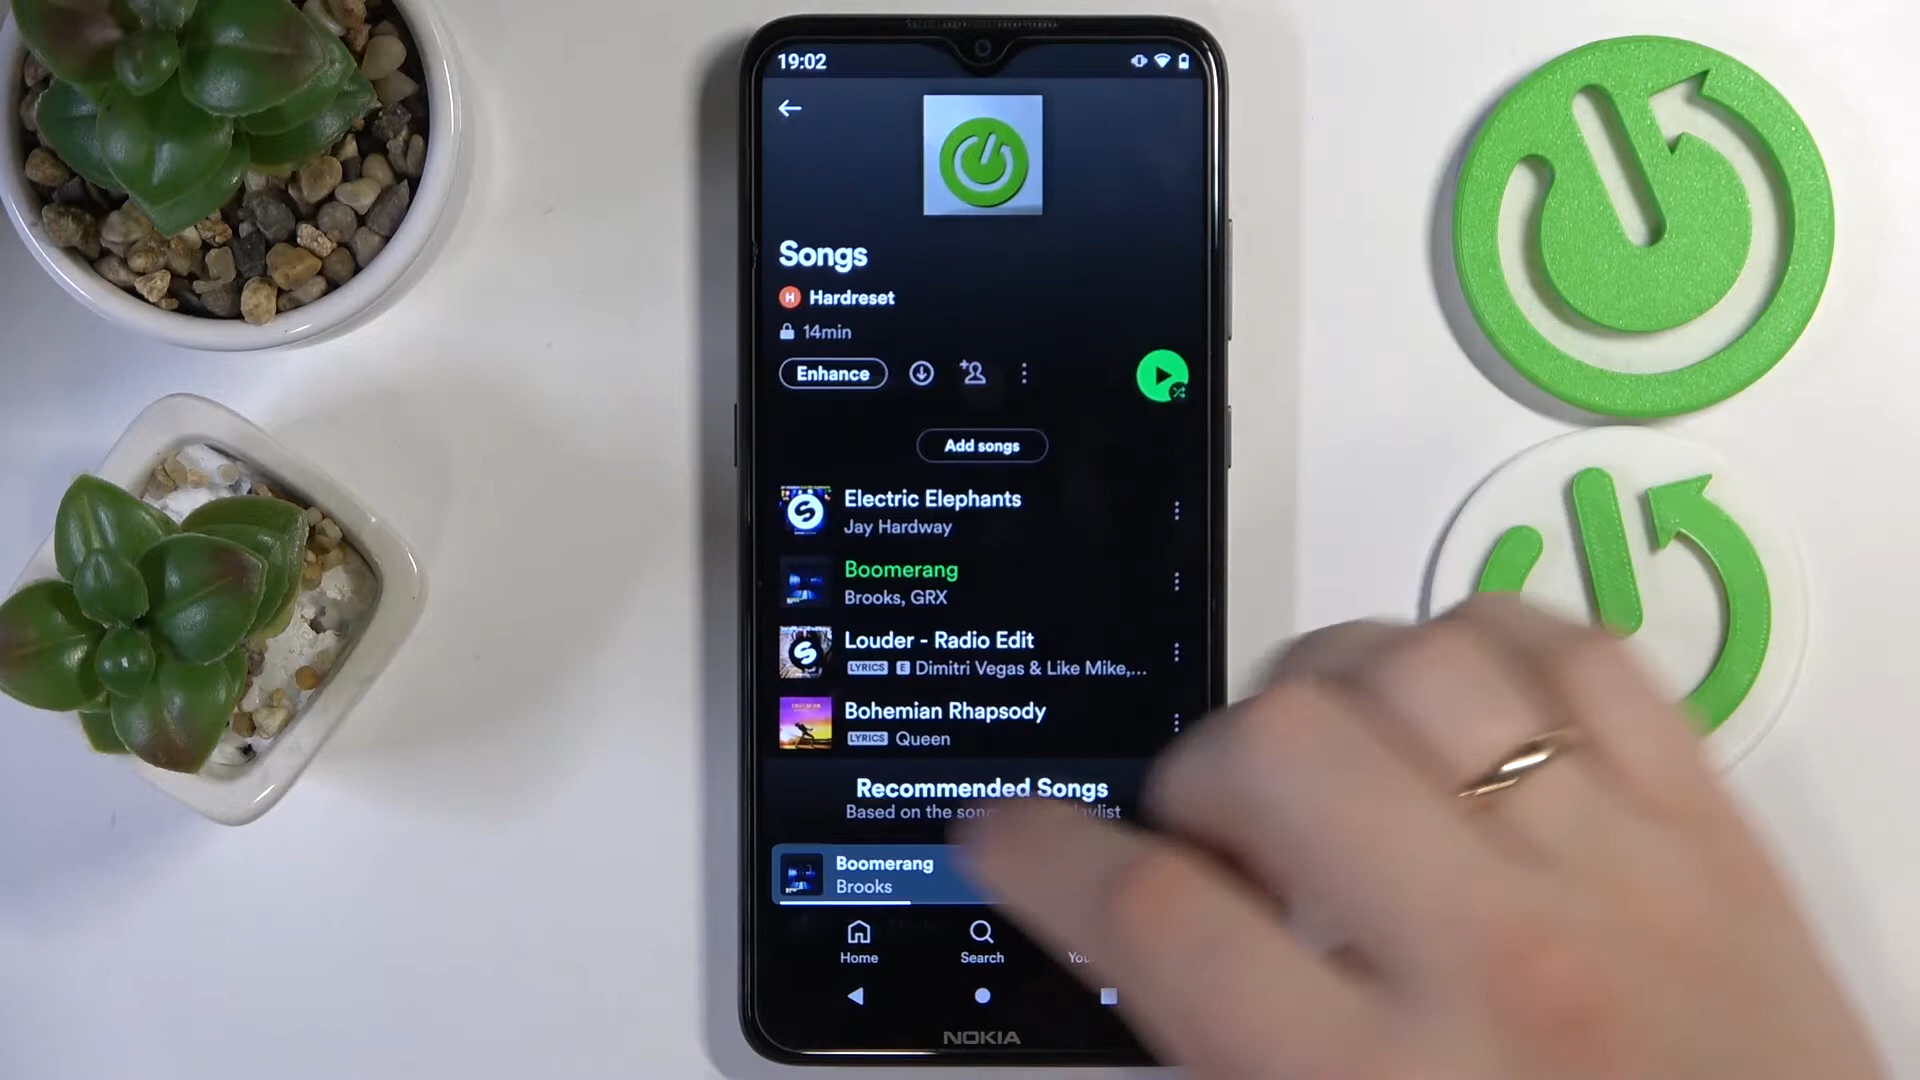 19:02
Songs
H Hardreset
14min
Enhance
Add songs
Electric Elephants
Jay Hardway
Boomerang
Brooks, GRX
Louder - Radio Edit
LYRICS E Dimitri Vegas & Like Mike,...
Bohemian Rhapsody
LYRICS Queen
Recommended Songs
Based on the
Boomerang
Brooks
Home
Search
NOKIA